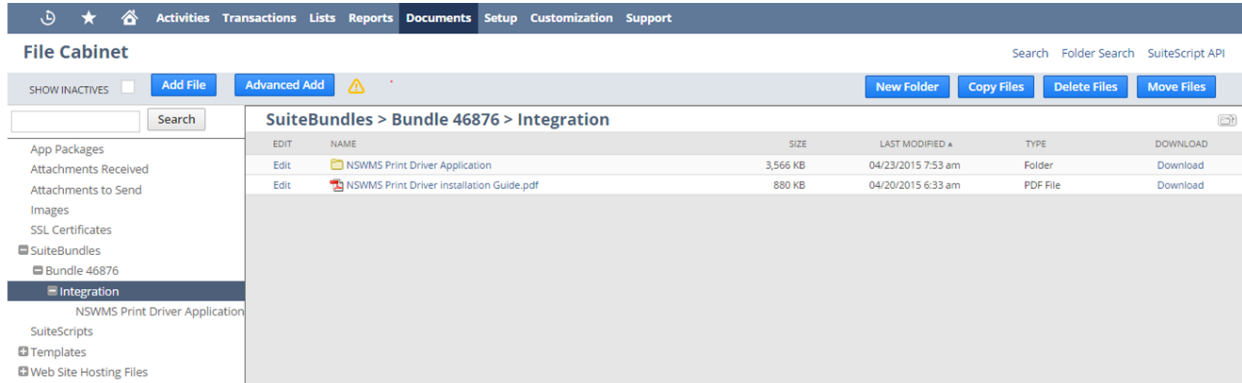 Activities Transactions Lists Reports Documents Setup Customization Support
File Cabinet
Search Folder Search SuiteScript API
SHOW INACTIVES Add File Advanced Add New Folder Copy Files Delete Files Move Files
Search
SuiteBundles > Bundle 46876 > Integration
EDIT NAME SIZE LAST MODIFIED ▲ TYPE DOWNLOAD
Edit NSWMS Print Driver Application 3,566 KB 04/23/2015 7:53 am Folder Download
Edit NSWMS Print Driver installation Guide.pdf 880 KB 04/20/2015 6:33 am PDF File Download
App Packages
Attachments Received
Attachments to Send
Images
SSL Certificates
SuiteBundles
Bundle 46876
Integration
NSWMS Print Driver Application
SuiteScripts
Templates
Web Site Hosting Files